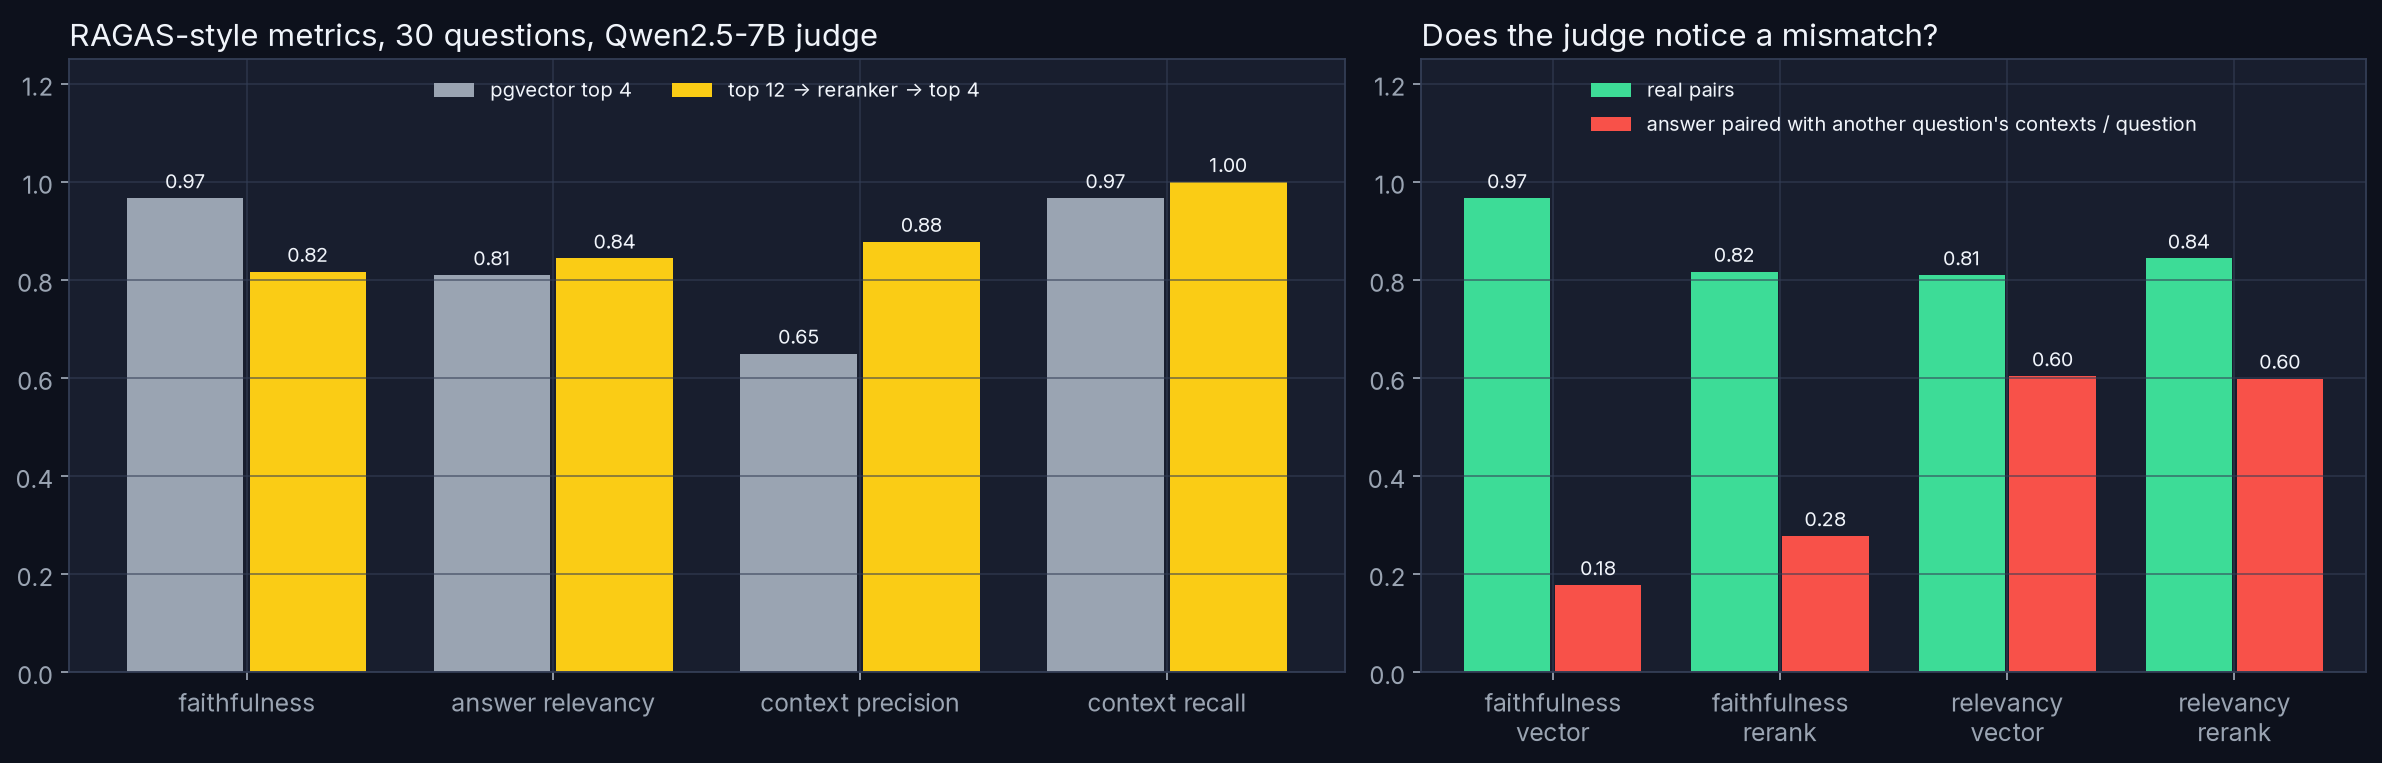 RAGAS-style metrics, 30 questions, Qwen2.5-7B judge
pgvector top 4
top 12 → reranker → top 4
1.2
1.0
0.8
0.6
0.4
0.2
0.0
0.97
0.82
0.81
0.84
0.65
0.88
0.97
1.00
faithfulness
answer relevancy
context precision
context recall
Does the judge notice a mismatch?
real pairs
answer paired with another question's contexts / question
1.2
1.0
0.8
0.6
0.4
0.2
0.0
0.97
0.18
0.82
0.28
0.81
0.60
0.84
0.60
faithfulness
vector
faithfulness
rerank
relevancy
vector
relevancy
rerank